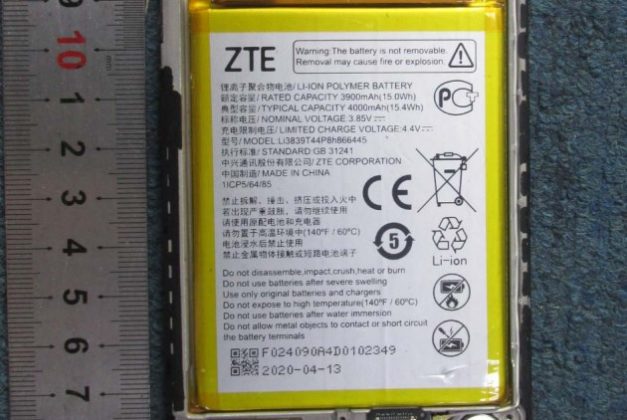 9
10
1
2
3
4
5
6
7
ZTE
Warning:The battery is not removable.
Removal may cause fire or explosion.
锂离子聚合物电池/LI-ION POLYMER BATTERY
额定容量/RATED CAPACITY 3900mAh(15.0Wh)
典型容量/TYPICAL CAPACITY 4000mAh(15.4Wh)
标称电压/NOMINAL VOLTAGE 3.85V
充电限制电压/LIMITED CHARGE VOLTAGE:4.4V
型号/MODEL: Li3839T44P8h866445
执行标准/STANDARD:GB 31241
中兴通讯股份有限公司/ZTE CORPORATION
中国制造/MADE IN CHINA
1ICP5/64/85
CE
禁止拆解、撞击、挤压或投入火中
若出现严重鼓胀，请勿继续使用
请使用原配电池和充电器
请勿置于高温环境中(140°F / 60°C)
电池浸水后禁止使用
禁止金属物体接触或短路电池端子
5
Li-ion
Do not disassemble,impact,crush,heat or burn
Do not use batteries after severe swelling
Use only original batteries and chargers
Do not expose to high temperature(140°F / 60°C)
Do not use batteries after water immersion
Do not allow metal objects to contact or short circuit
the battery terminals
F024090A4D0102349
2020-04-13